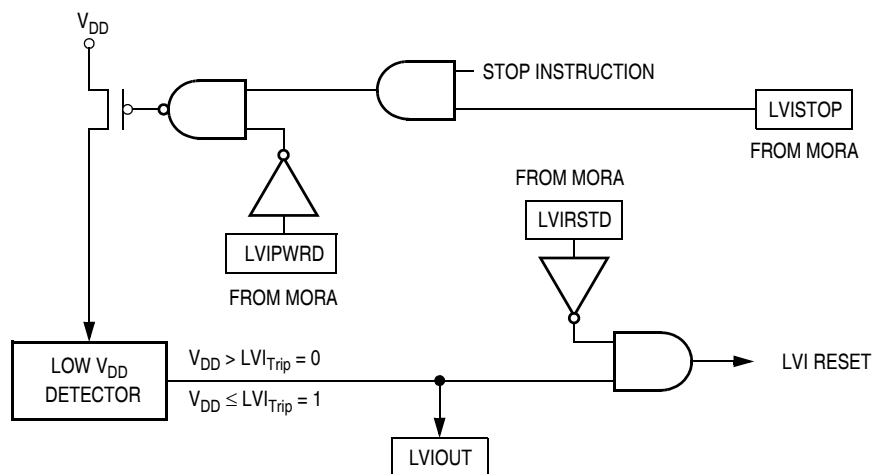 VDD
STOP INSTRUCTION
LVISTOP
FROM MORA
FROM MORA
LVIRSTD
LVIPWRD
FROM MORA
LOW VDD
DETECTOR
VDD > LVITrip = 0
VDD ≤ LVITrip = 1
LVI RESET
LVIOUT